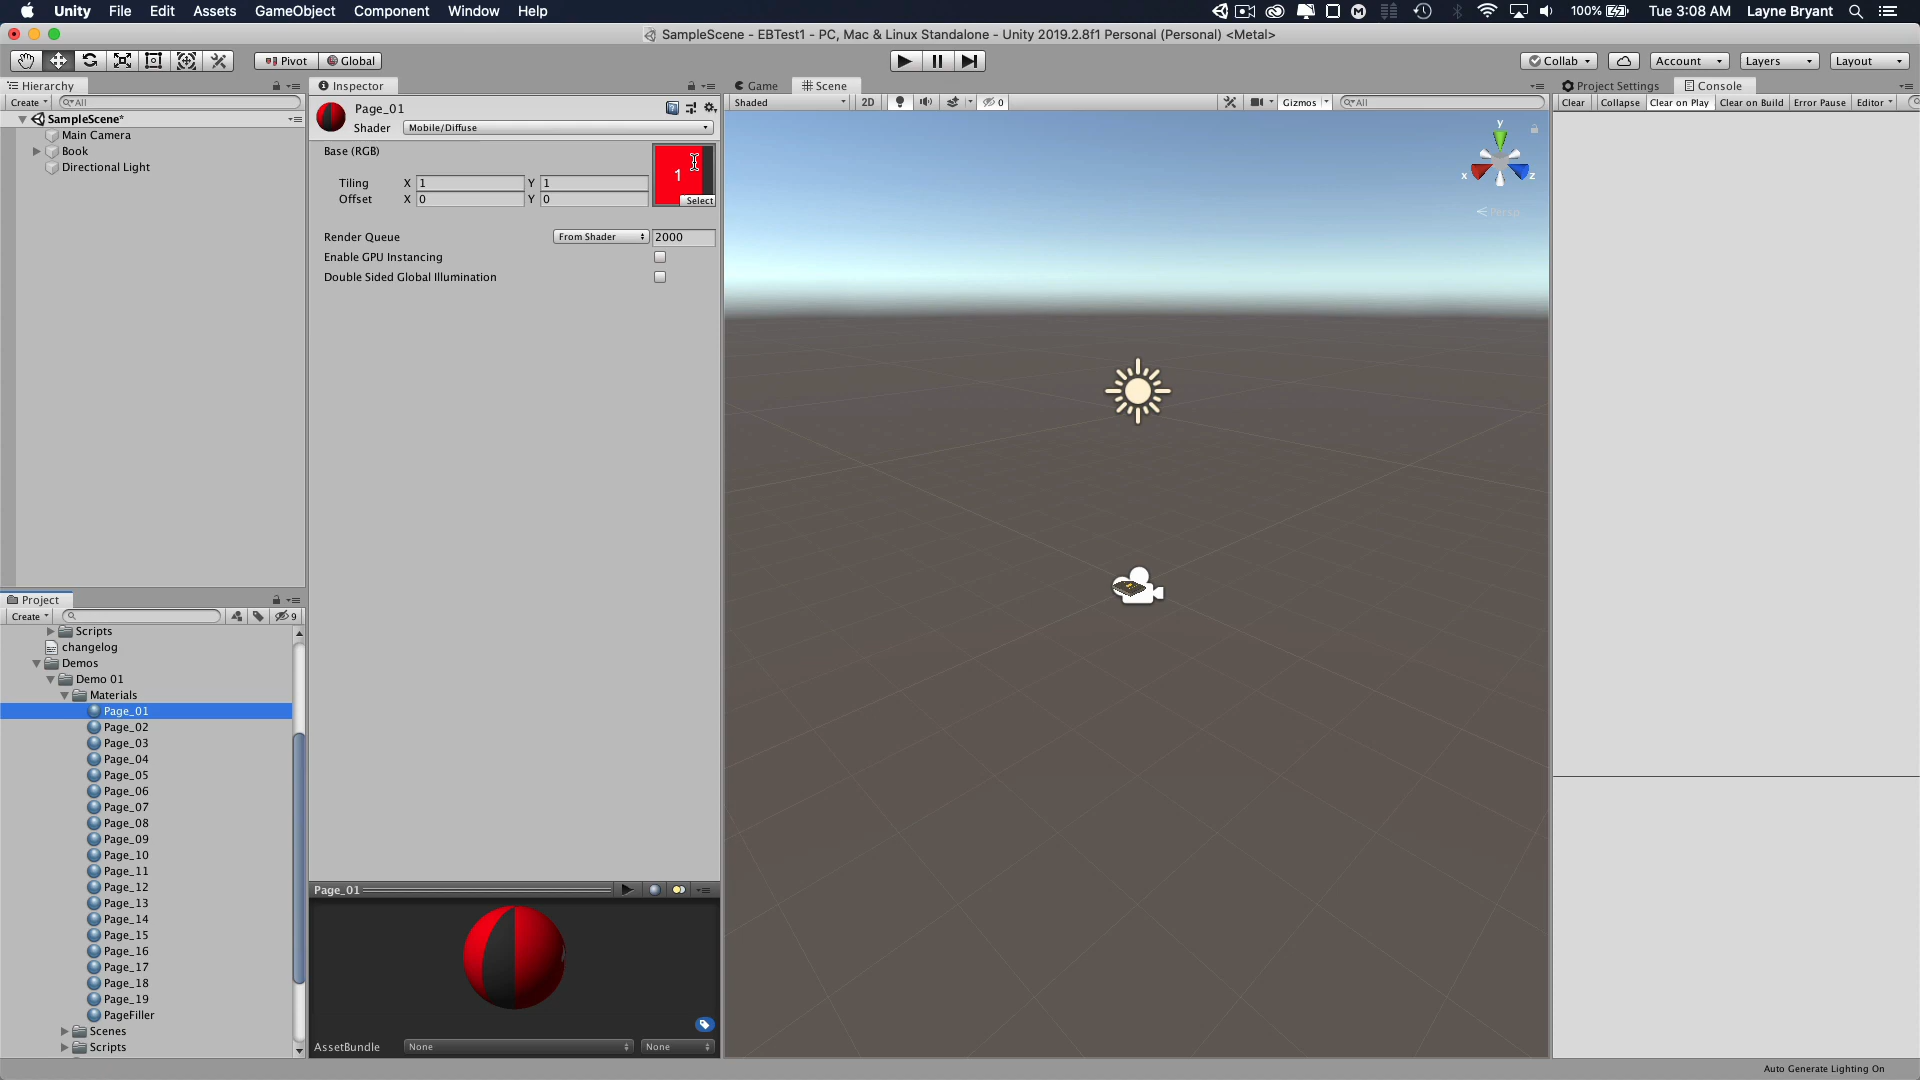 Unity File Edit Assets GameObject Component Window Help 100% Tue 3:08 AM Layne Bryant
SampleScene - EBTest1 - PC, Mac & Linux Standalone - Unity 2019.2.8f1 Personal (Personal) <Metal>
Pivot Global Collab Account Layers Layout
Hierarchy Inspector Game Scene Project Settings Console
Create All Shaded 2D 0 Gizmos All Clear Collapse Clear on Play Clear on Build Error Pause Editor
SampleScene*
Main Camera
Book
Directional Light
Page_01
Shader Mobile/Diffuse
Base (RGB)
1
Tiling X 1 Y 1
Offset X 0 Y 0
Select
Render Queue From Shader 2000
Enable GPU Instancing
Double Sided Global Illumination
y
x z
Persp
Project
Create 9
Scripts
changelog
Demos
Demo 01
Materials
Page_01
Page_02
Page_03
Page_04
Page_05
Page_06
Page_07
Page_08
Page_09
Page_10
Page_11
Page_12
Page_13
Page_14
Page_15
Page_16
Page_17
Page_18
Page_19
PageFiller
Scenes
Scripts
Page_01
AssetBundle None None
Auto Generate Lighting On